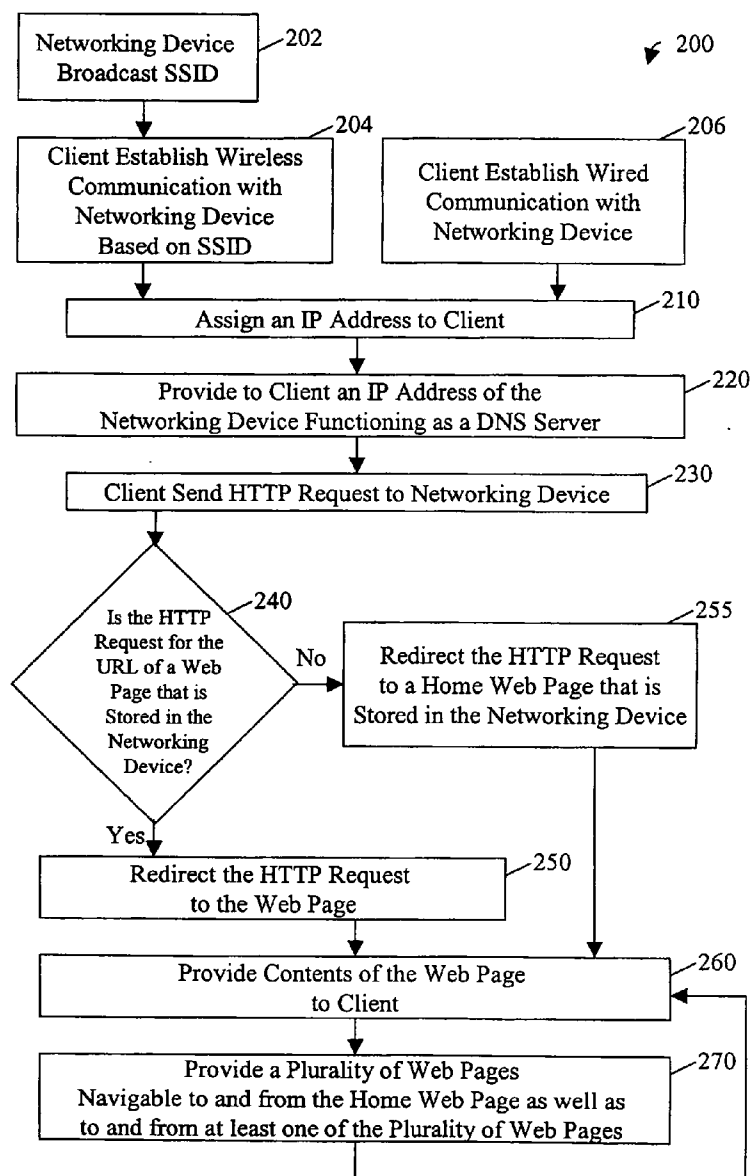 200
Networking Device
Broadcast SSID
202
Client Establish Wireless
Communication with
Networking Device
Based on SSID
204
Client Establish Wired
Communication with
Networking Device
206
Assign an IP Address to Client
210
Provide to Client an IP Address of the
Networking Device Functioning as a DNS Server
220
Client Send HTTP Request to Networking Device
230
Is the HTTP
Request for the
URL of a Web
Page that is
Stored in the
Networking
Device?
240
No
Redirect the HTTP Request
to a Home Web Page that is
Stored in the Networking Device
255
Yes
Redirect the HTTP Request
to the Web Page
250
Provide Contents of the Web Page
to Client
260
Provide a Plurality of Web Pages
Navigable to and from the Home Web Page as well as
to and from at least one of the Plurality of Web Pages
270